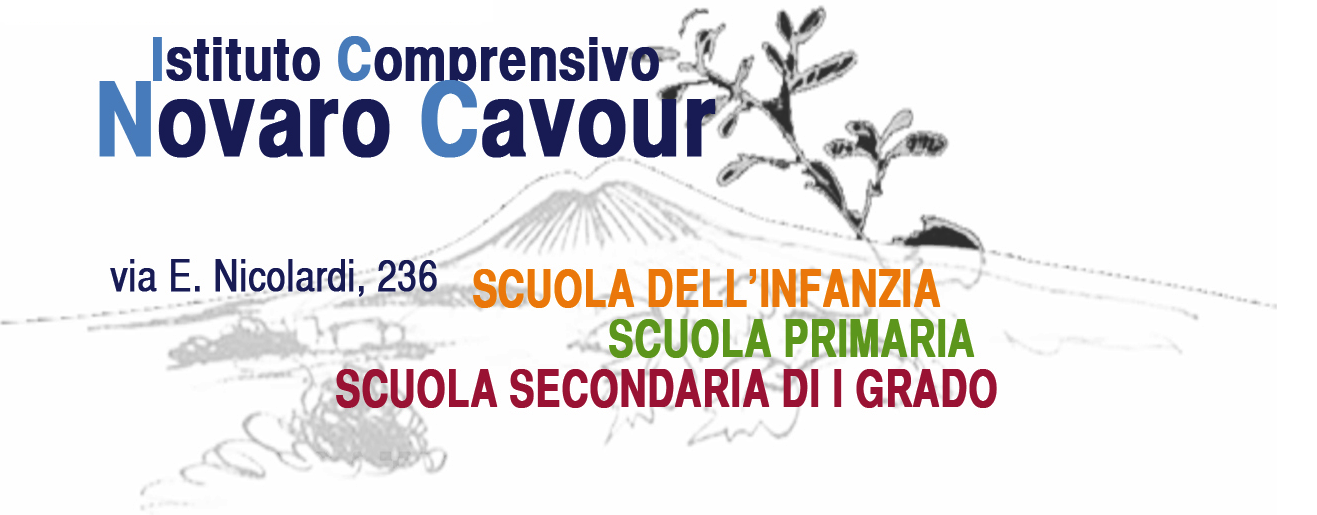 Istituto Comprensivo
Novaro Cavour
via E. Nicolardi, 236
SCUOLA DELL'INFANZIA
SCUOLA PRIMARIA
SCUOLA SECONDARIA DI I GRADO